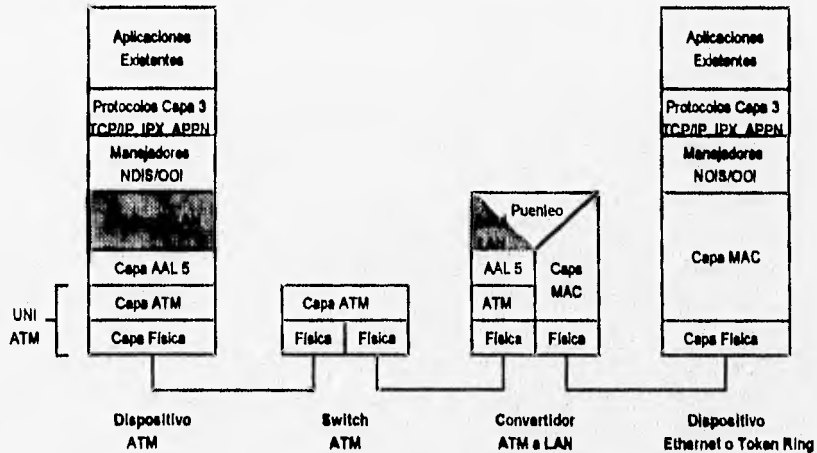 Aplicaciones
Existentes
Protocolos Capa 3
TCP/IP, IPX, APPN
Manejadores
NDIS/ODI
Capa AAL 5
Capa ATM
Capa Física
UNI
ATM
Dispositivo
ATM
Capa ATM
Física
Física
Switch
ATM
Puenteo
LAN
AAL 5
ATM
Física
Capa
MAC
Física
Convertidor
ATM a LAN
Aplicaciones
Existentes
Protocolos Capa 3
TCP/IP, IPX, APPN
Manejadores
NDIS/ODI
Capa MAC
Capa Física
Dispositivo
Ethernet o Token Ring